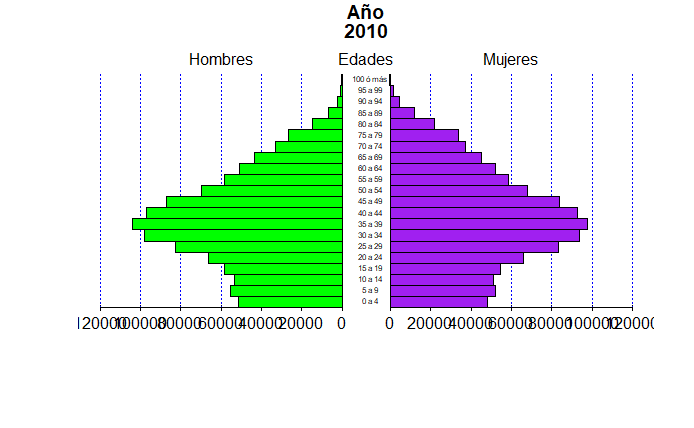 Año
2010
Hombres Edades Mujeres
100 ó más
95 a 99
90 a 94
85 a 89
80 a 84
75 a 79
70 a 74
65 a 69
60 a 64
55 a 59
50 a 54
45 a 49
40 a 44
35 a 39
30 a 34
25 a 29
20 a 24
15 a 19
10 a 14
5 a 9
0 a 4
120000 100000 80000 60000 40000 20000 0 0 20000 40000 60000 80000 100000 120000